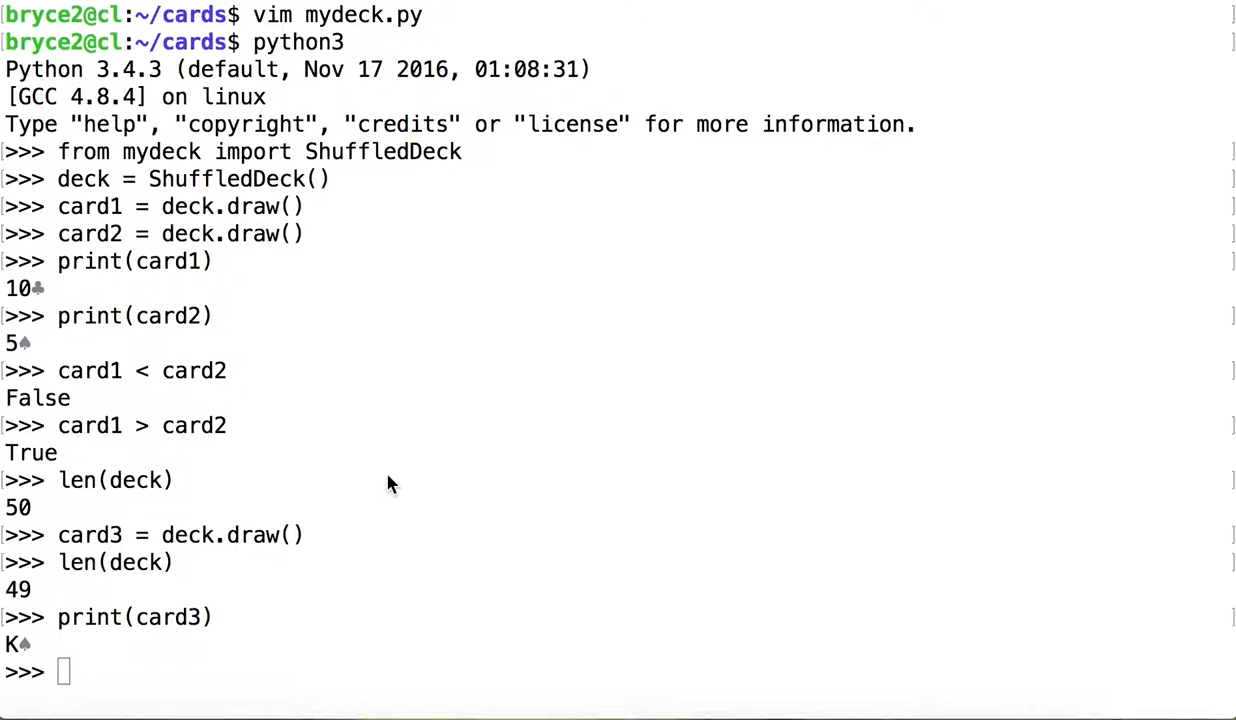 [bryce2@cl:~/cards$ vim mydeck.py ]
[bryce2@cl:~/cards$ python3 ]
Python 3.4.3 (default, Nov 17 2016, 01:08:31)
[GCC 4.8.4] on linux
Type "help", "copyright", "credits" or "license" for more information.
[>>> from mydeck import ShuffledDeck ]
[>>> deck = ShuffledDeck() ]
[>>> card1 = deck.draw() ]
[>>> card2 = deck.draw() ]
[>>> print(card1) ]
10♣
[>>> print(card2) ]
5♠
[>>> card1 < card2 ]
False
[>>> card1 > card2 ]
True
[>>> len(deck) ]
50
[>>> card3 = deck.draw() ]
[>>> len(deck) ]
49
[>>> print(card3) ]
K♠
>>>